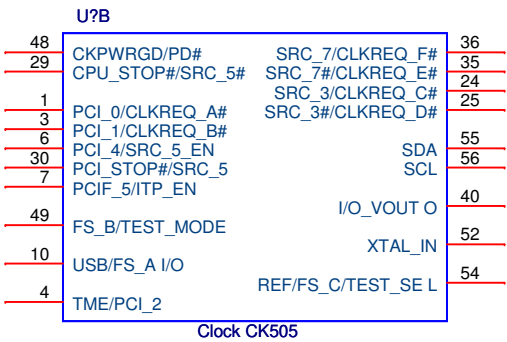 U?B
48 CKPWRGD/PD#
29 CPU_STOP#/SRC_5#
1 PCI_0/CLKREQ_A#
3 PCI_1/CLKREQ_B#
6 PCI_4/SRC_5_EN
30 PCI_STOP#/SRC_5
7 PCIF_5/ITP_EN
49 FS_B/TEST_MODE
10 USB/FS_A I/O
4 TME/PCI_2
SRC_7/CLKREQ_F# 36
SRC_7#/CLKREQ_E# 35
SRC_3/CLKREQ_C# 24
SRC_3#/CLKREQ_D# 25
SDA 55
SCL 56
I/O_VOUT O 40
XTAL_IN 52
REF/FS_C/TEST_SE L 54
Clock CK505